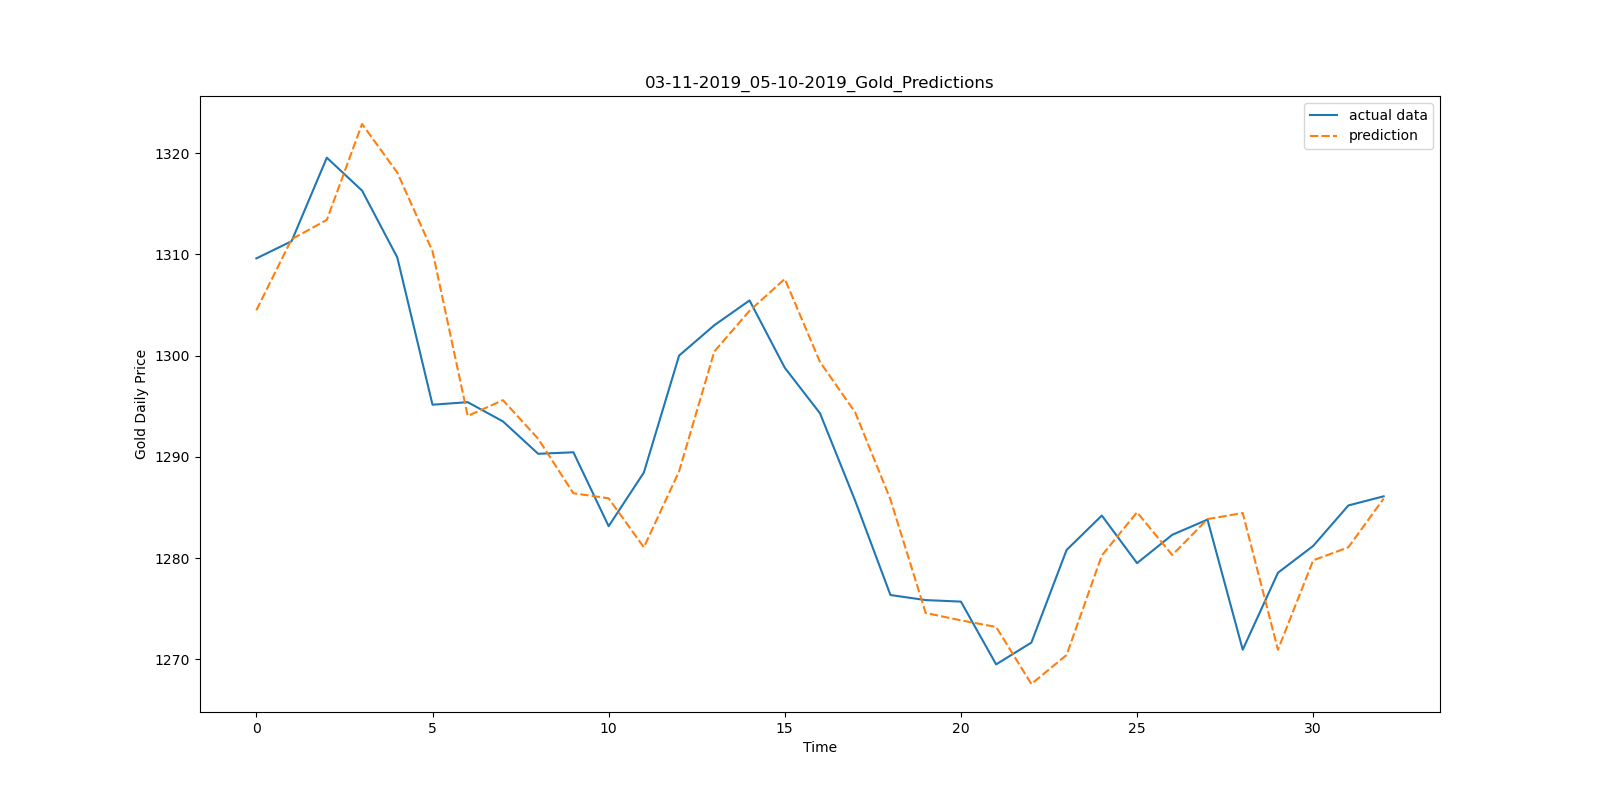 03-11-2019_05-10-2019_Gold_Predictions
actual data
prediction
Gold Daily Price
1320
1310
1300
1290
1280
1270
0 5 10 15 20 25 30
Time